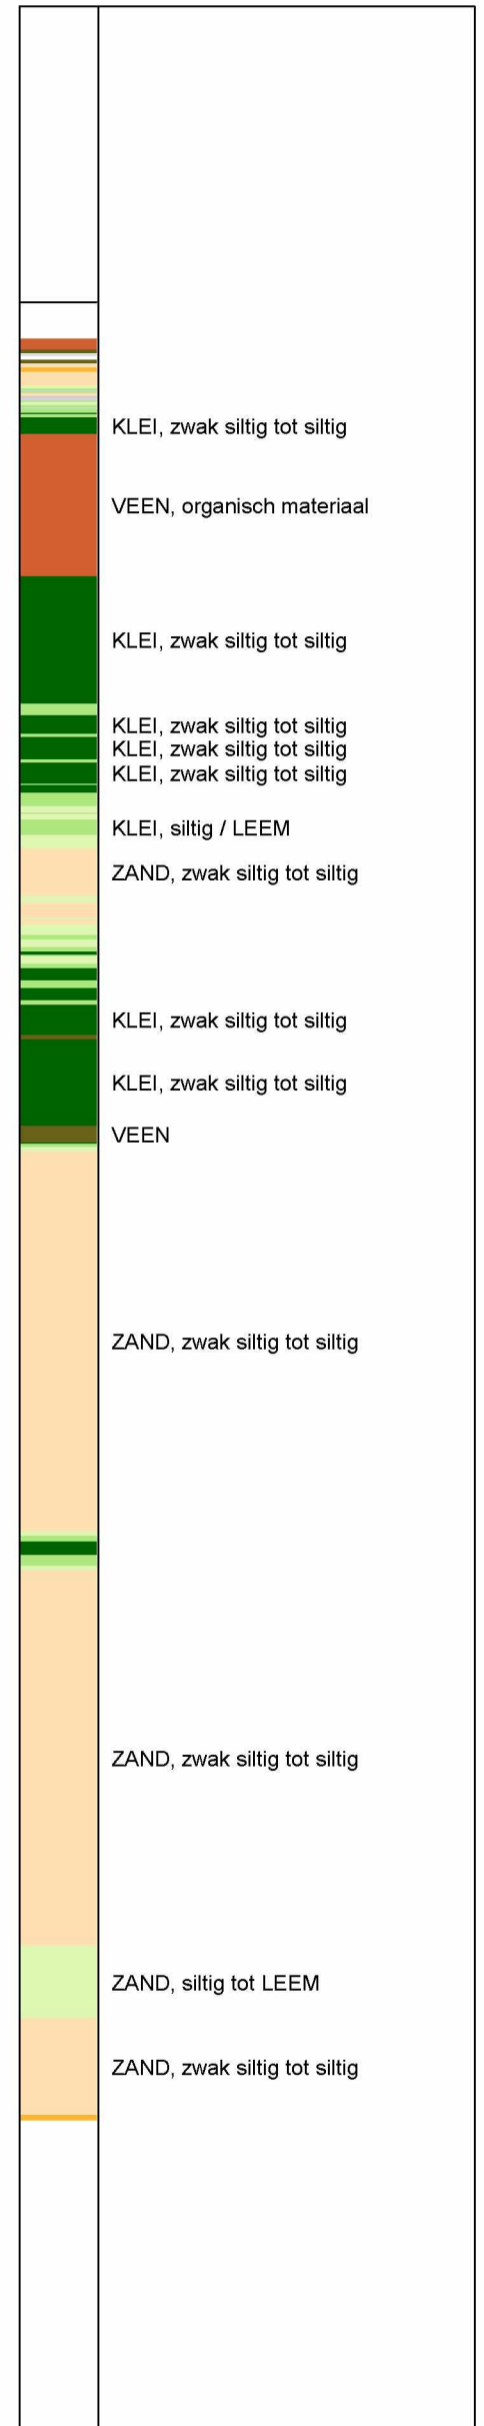 KLEI, zwak siltig tot siltig
VEEN, organisch materiaal
KLEI, zwak siltig tot siltig
KLEI, zwak siltig tot siltig
KLEI, zwak siltig tot siltig
KLEI, zwak siltig tot siltig
KLEI, siltig / LEEM
ZAND, zwak siltig tot siltig
KLEI, zwak siltig tot siltig
KLEI, zwak siltig tot siltig
VEEN
ZAND, zwak siltig tot siltig
ZAND, zwak siltig tot siltig
ZAND, siltig tot LEEM
ZAND, zwak siltig tot siltig